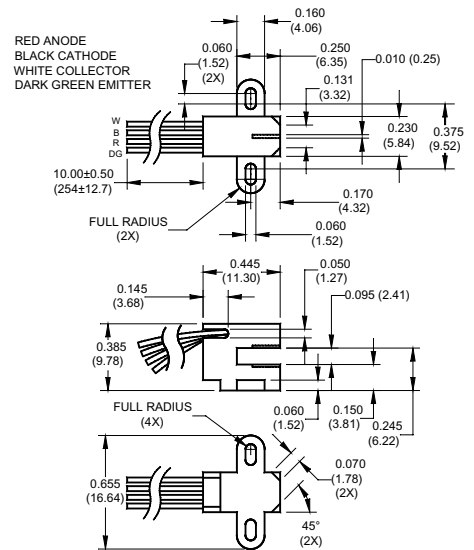 RED ANODE
BLACK CATHODE
WHITE COLLECTOR
DARK GREEN EMITTER
0.160
(4.06)
0.060
(1.52)
(2X)
0.250
(6.35)
0.010 (0.25)
0.131
(3.32)
0.375
(9.52)
0.230
(5.84)
W
B
R
DG
10.00±0.50
(254±12.7)
0.170
(4.32)
FULL RADIUS
(2X)
0.060
(1.52)
0.445
(11.30)
0.050
(1.27)
0.145
(3.68)
0.095 (2.41)
0.385
(9.78)
FULL RADIUS
(4X)
0.060
(1.52)
0.150
(3.81)
0.245
(6.22)
0.655
(16.64)
0.070
(1.78)
(2X)
45°
(2X)